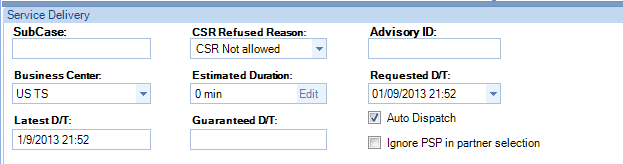 Service Delivery
SubCase: CSR Refused Reason: Advisory ID:
CSR Not allowed
Business Center: Estimated Duration: Requested D/T:
US TS 0 min Edit 01/09/2013 21:52
Latest D/T: Guaranteed D/T: Auto Dispatch
1/9/2013 21:52 Ignore PSP in partner selection